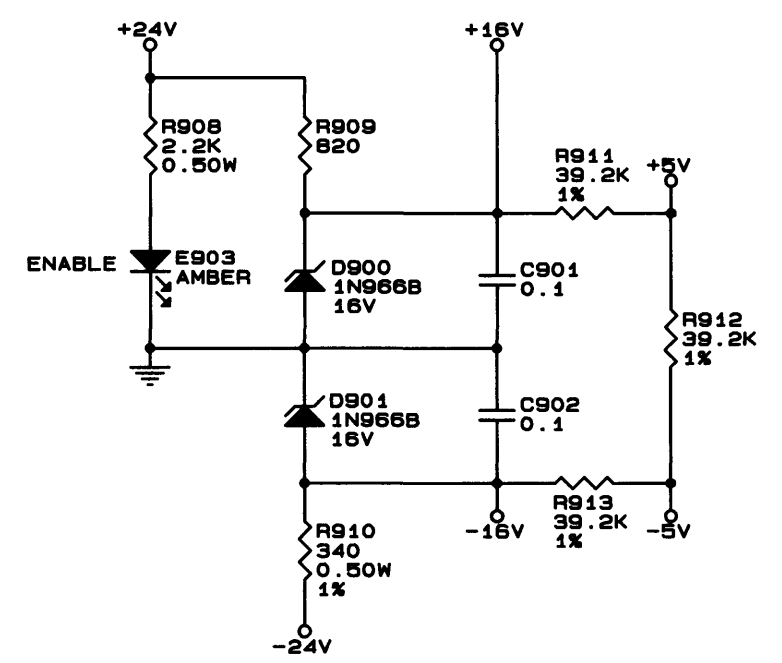 +24V
+16V
R908
2.2K
0.50W
R909
820
R911
39.2K
1%
+5V
ENABLE
E903
AMBER
D900
1N966B
16V
C901
0.1
R912
39.2K
1%
D901
1N966B
16V
C902
0.1
R910
340
0.50W
1%
-16V
R913
39.2K
1%
-5V
-24V